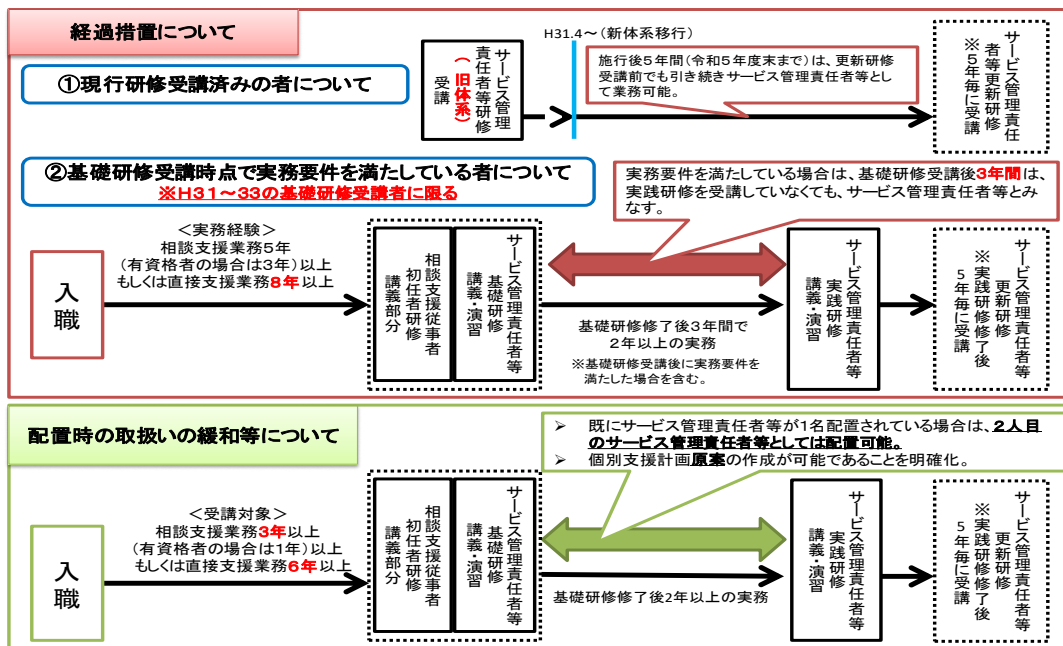 経過措置について
①現行研修受講済みの者について
サービス管理
責任者等研修
（旧体系）
受講
H31.4～（新体系移行）
施行後５年間（令和５年度末まで）は、更新研修
受講前でも引き続きサービス管理責任者等として
業務可能。
サービス管理責任
者等更新研修
※５年毎に受講
②基礎研修受講時点で実務要件を満たしている者について
※H31～33の基礎研修受講者に限る
実務要件を満たしている場合は、基礎研修受講後3年間は、
実践研修を受講していなくても、サービス管理責任者等とみ
なす。
入職
＜実務経験＞
相談支援業務5年
（有資格者の場合は3年）以上
もしくは直接支援業務8年以上
相談支援従事者
初任者研修
講義部分
サービス管理責任者等
基礎研修
講義・演習
基礎研修修了後３年間で
２年以上の実務
※基礎研修受講後に実務要件を
満たした場合を含む。
サービス管理責任者等
実践研修
講義・演習
サービス管理責任者等
更新研修
※実践研修修了後
5年毎に受講
配置時の取扱いの緩和等について
➢ 既にサービス管理責任者等が1名配置されている場合は、２人目
のサービス管理責任者等としては配置可能。
➢ 個別支援計画原案の作成が可能であることを明確化。
入職
＜受講対象＞
相談支援業務3年以上
（有資格者の場合は1年）以上
もしくは直接支援業務6年以上
相談支援従事者
初任者研修
講義部分
サービス管理責任者等
基礎研修
講義・演習
基礎研修修了後2年以上の実務
サービス管理責任者等
実践研修
講義・演習
サービス管理責任者等
更新研修
※実践研修修了後
5年毎に受講